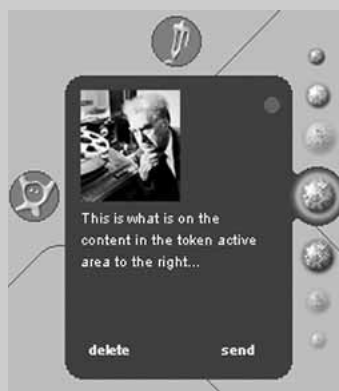 This is what is on the
content in the token active
area to the right...
delete
send